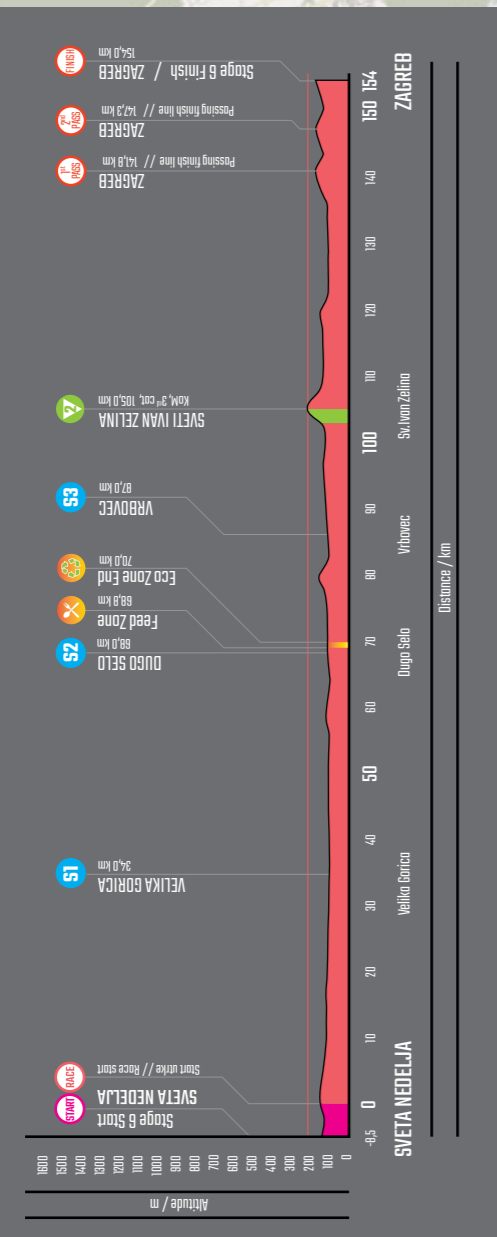 START
RACE
S1
S2
S3
2
1st PASS
2nd PASS
FINISH
Stage 6 Start
SVETA NEDELJA
Start utrke // Race start
VELIKA GORICA
34,0 km
DUGO SELO
68,0 km
Feed Zone
68,8 km
Eco Zone End
70,0 km
VRBOVEC
87,0 km
SVETI IVAN ZELINA
KoM, 3rd cat, 105,0 km
ZAGREB
Passing finish line // 141,8 km
ZAGREB
Passing finish line // 147,3 km
Stage 6 Finish / ZAGREB
154,0 km
1600
1500
1400
1300
1200
1000
900
800
700
600
500
400
300
200
100
0
Altitude / m
-8,5 0 10 20 30 40 50 60 70 80 90 100 110 120 130 140 150 154
SVETA NEDELJA Velika Gorica Dugo Selo Vrbovec Sv.Ivan Zelina ZAGREB
Distance / km